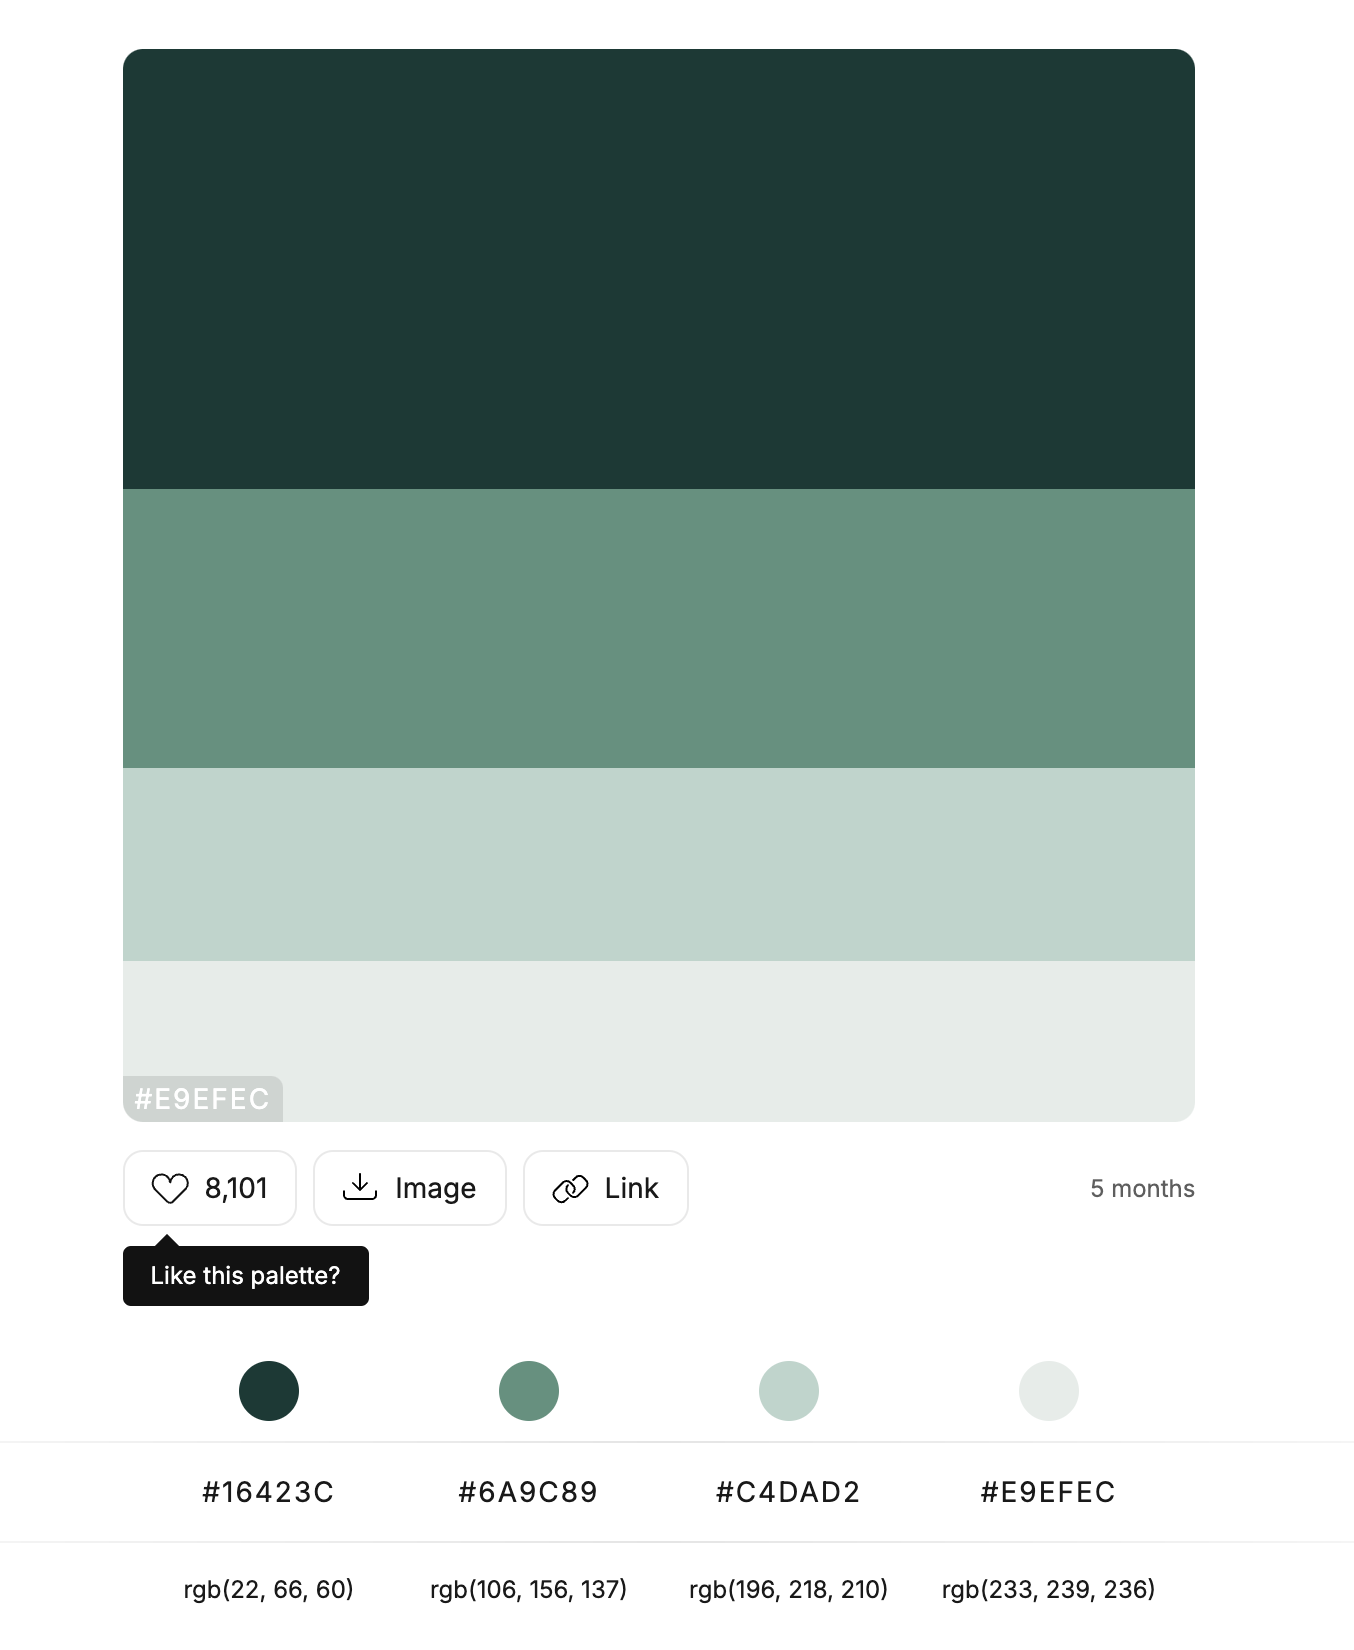 #E9EFEC
8,101 Image Link 5 months
Like this palette?
#16423C #6A9C89 #C4DAD2 #E9EFEC
rgb(22, 66, 60) rgb(106, 156, 137) rgb(196, 218, 210) rgb(233, 239, 236)